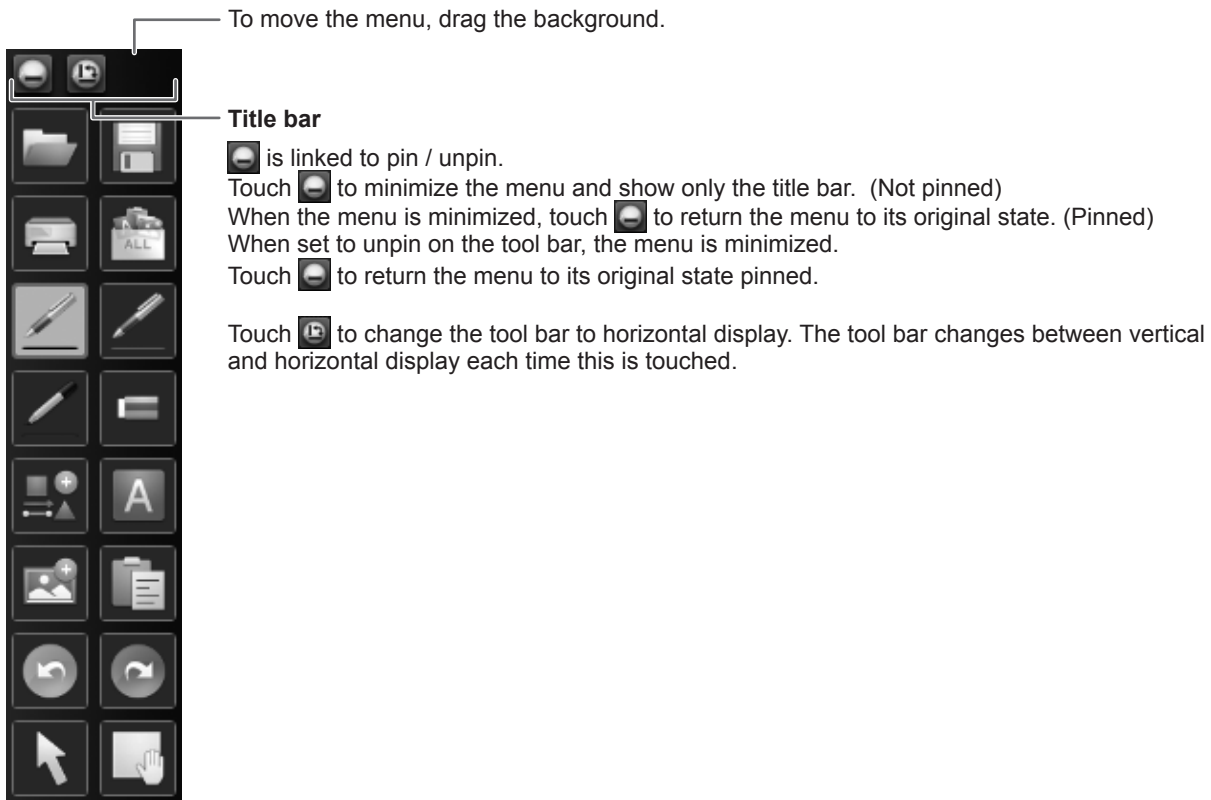 To move the menu, drag the background.
Title bar
is linked to pin / unpin.
Touch to minimize the menu and show only the title bar. (Not pinned)
When the menu is minimized, touch to return the menu to its original state. (Pinned)
When set to unpin on the tool bar, the menu is minimized.
Touch to return the menu to its original state pinned.
Touch to change the tool bar to horizontal display. The tool bar changes between vertical
and horizontal display each time this is touched.
ALL
A